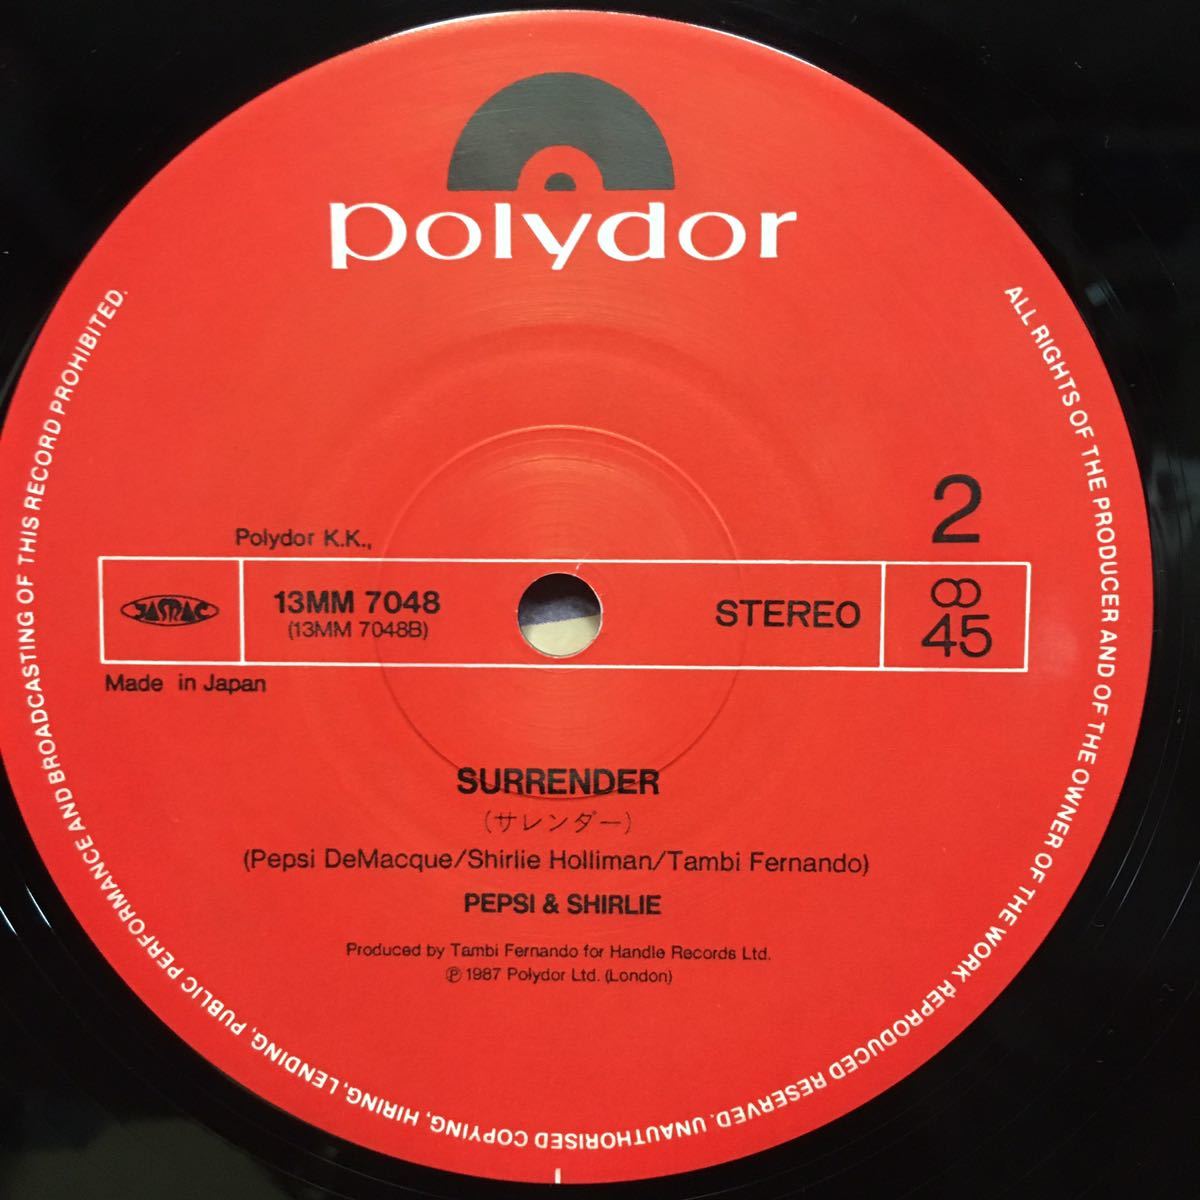 polydor
ALL RIGHTS OF THE PRODUCER AND OF THE OWNER OF THE WORK REPRODUCED RESERVED. UNAUTHORISED COPYING, HIRING, LENDING, PUBLIC PERFORMANCE AND BROADCASTING OF THIS RECORD PROHIBITED.
2
Polydor K.K.,
JASRAC
13MM 7048
(13MM 7048B)
STEREO
∞
45
Made in Japan
SURRENDER
(サレンダー)
(Pepsi DeMacque/Shirlie Holliman/Tambi Fernando)
PEPSI & SHIRLIE
Produced by Tambi Fernando for Handle Records Ltd.
℗ 1987 Polydor Ltd. (London)